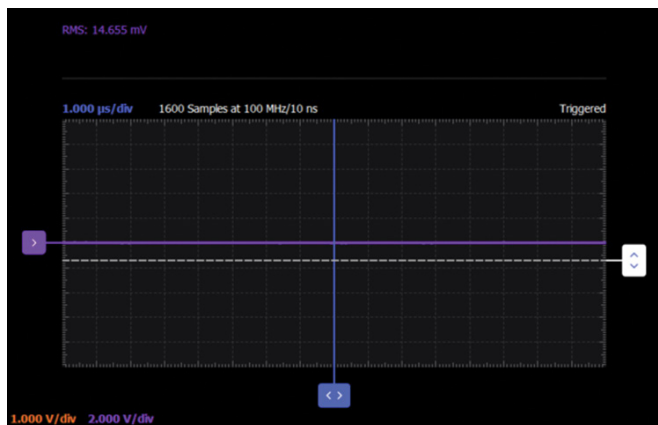 RMS: 14.655 mV
1.000 µs/div 1600 Samples at 100 MHz/10 ns Triggered
1.000 V/div 2.000 V/div